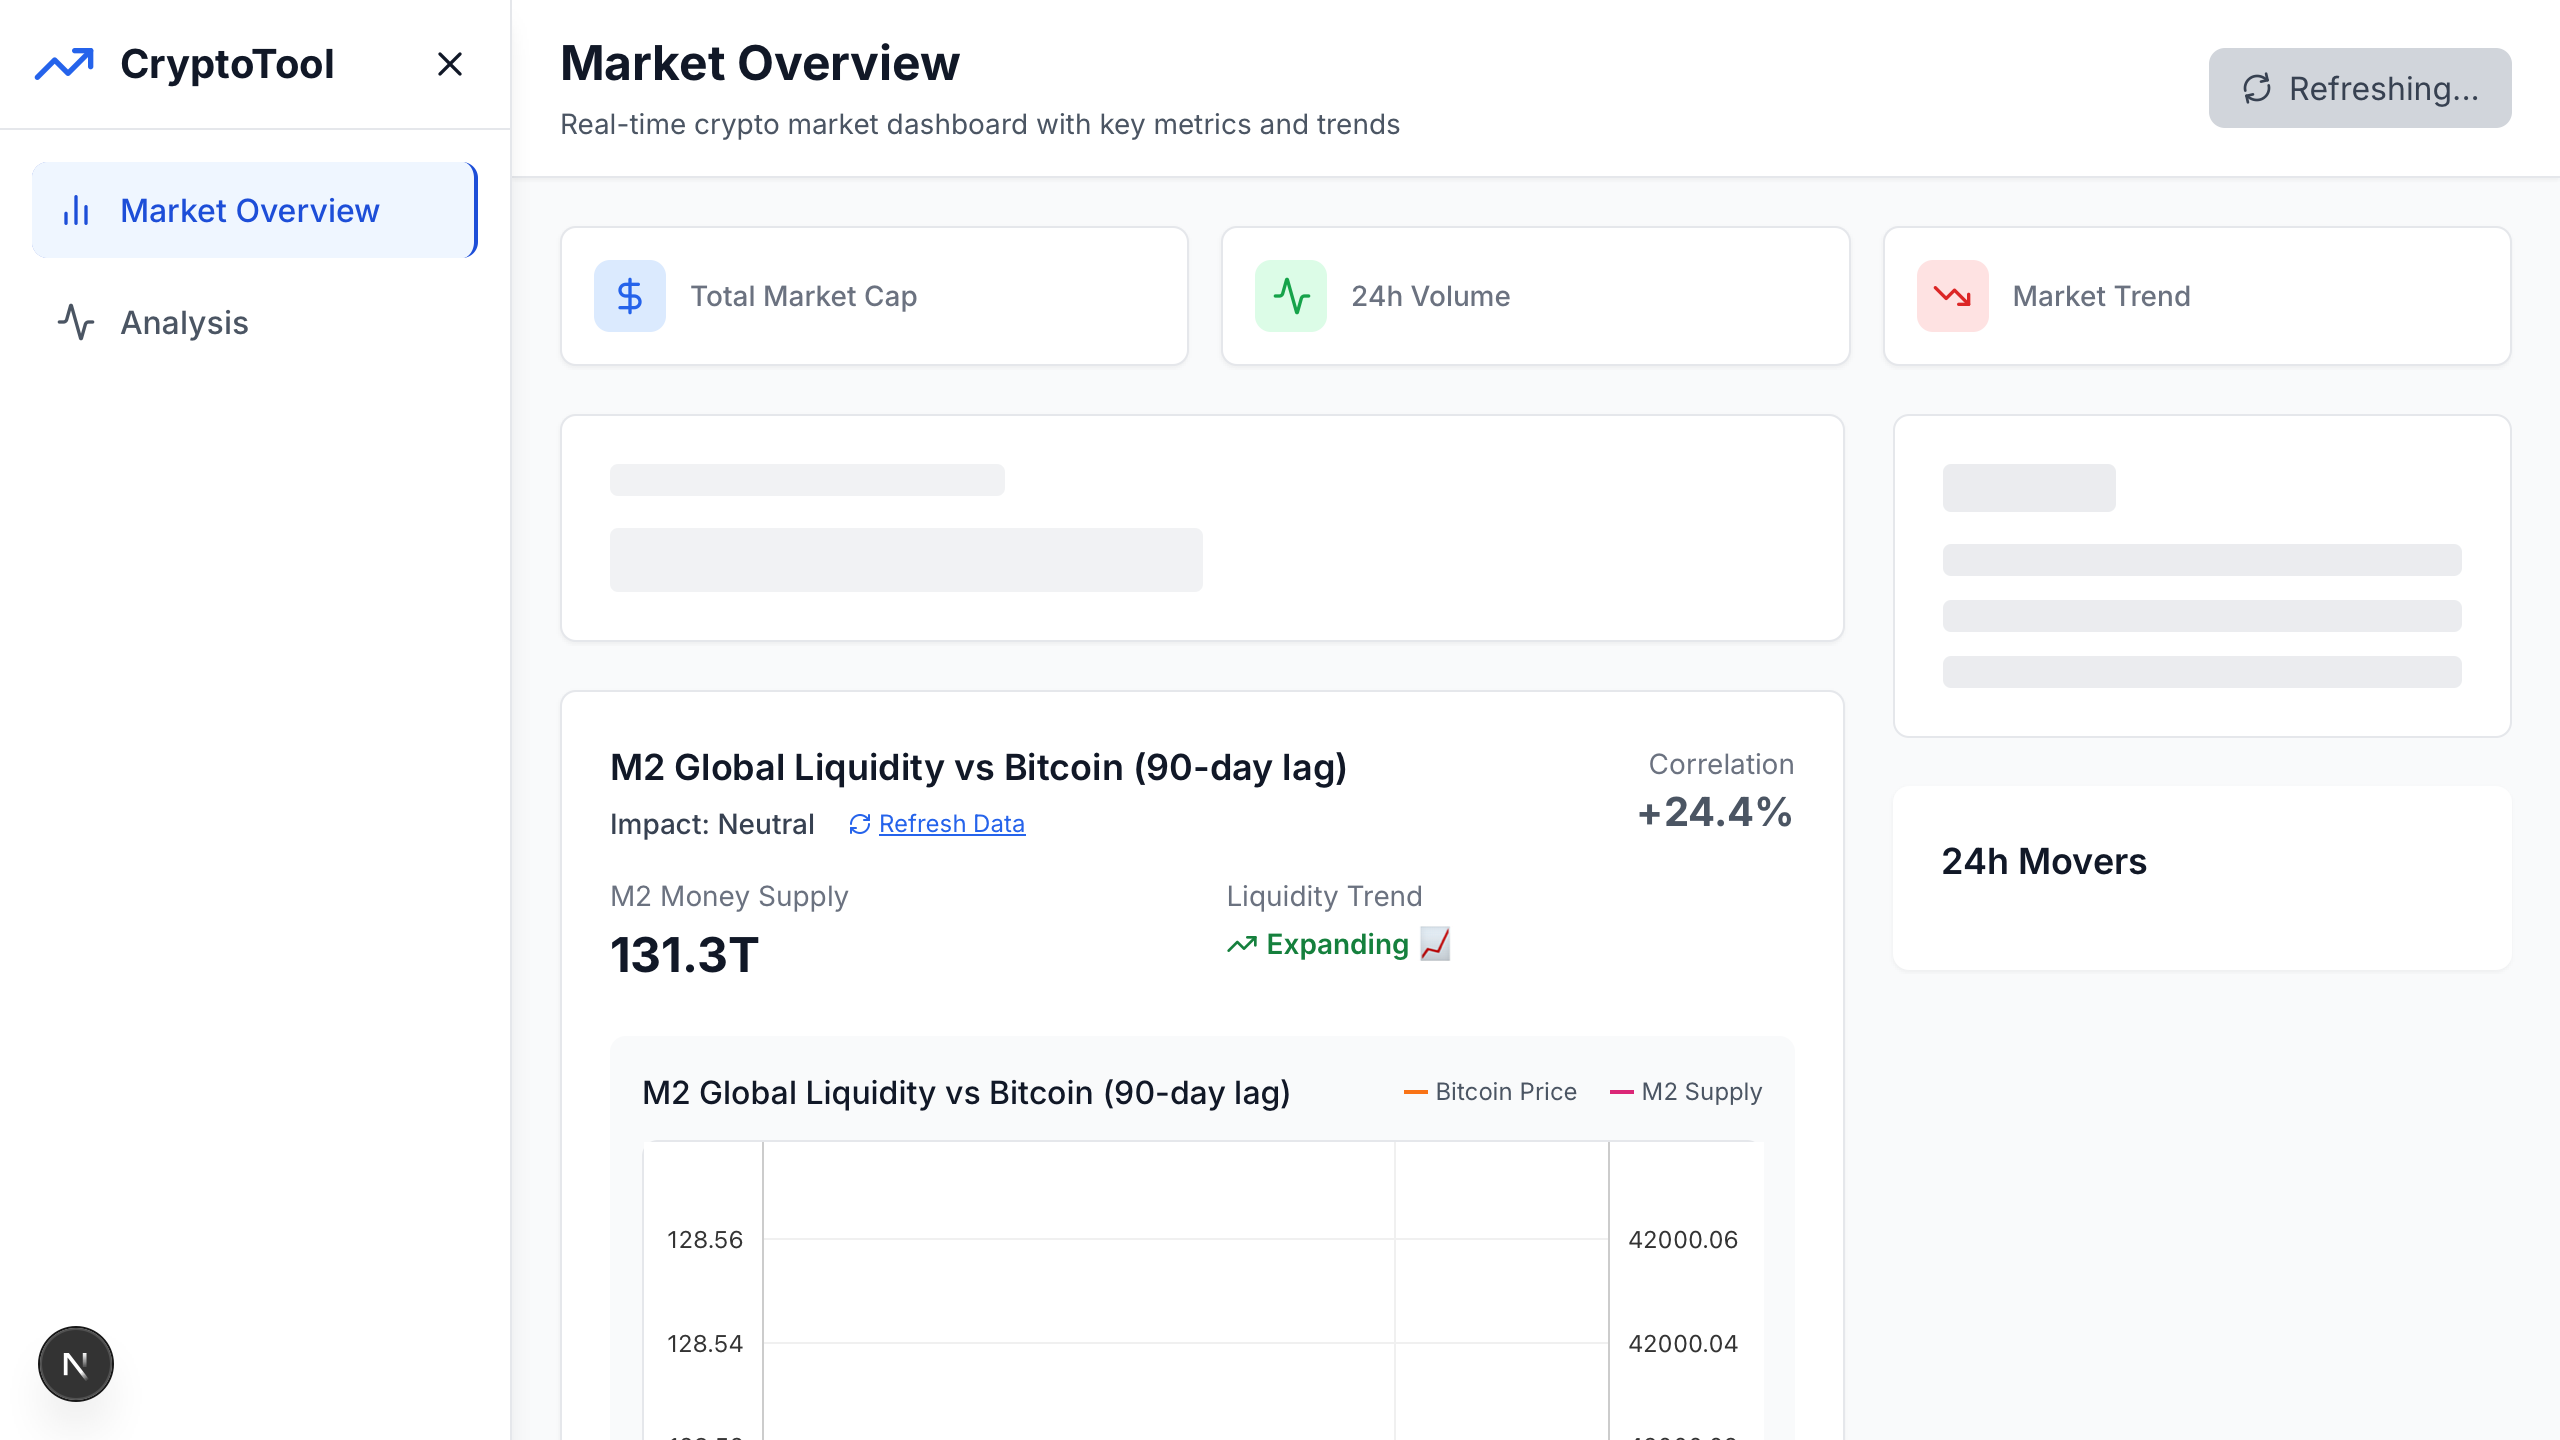 CryptoTool
Market Overview
Analysis
N
Market Overview
Real-time crypto market dashboard with key metrics and trends
Refreshing...
Total Market Cap
24h Volume
Market Trend
M2 Global Liquidity vs Bitcoin (90-day lag)
Impact: Neutral
Refresh Data
Correlation
+24.4%
M2 Money Supply
131.3T
Liquidity Trend
Expanding
24h Movers
M2 Global Liquidity vs Bitcoin (90-day lag)
Bitcoin Price
M2 Supply
128.56
42000.06
128.54
42000.04